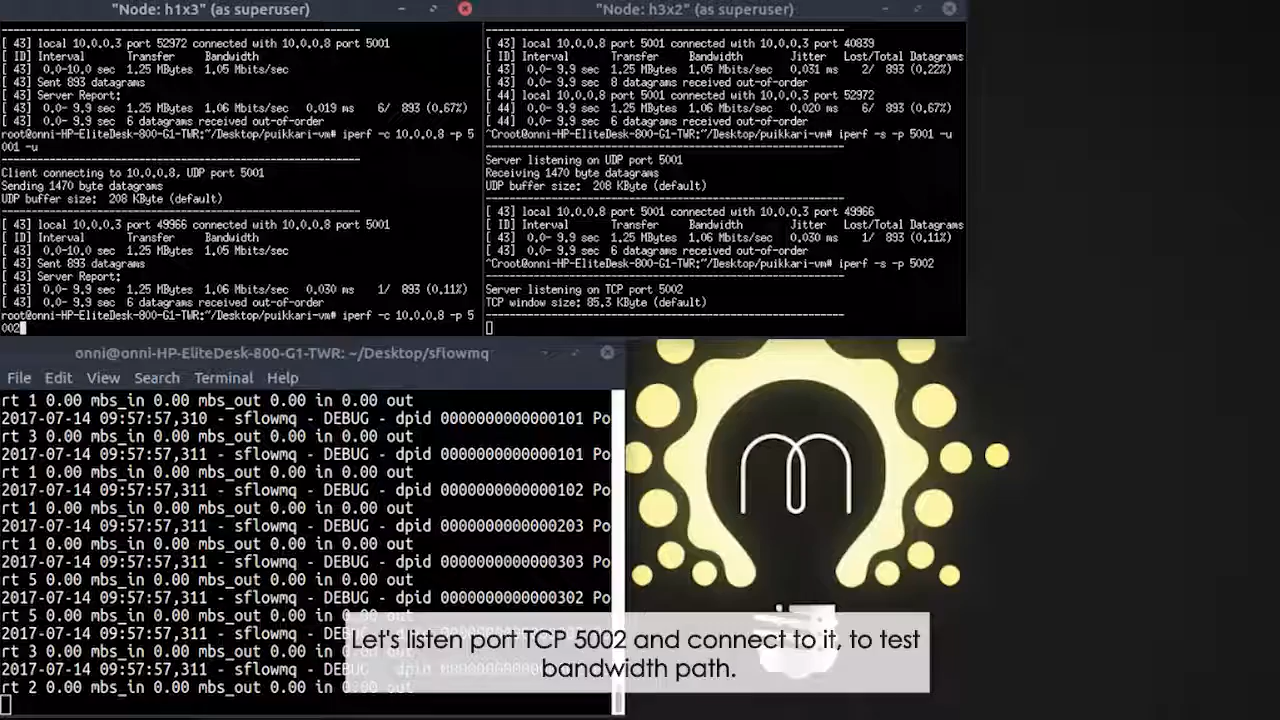 "Node: h1x3" (as superuser)
[ 43] local 10.0.0.3 port 52972 connected with 10.0.0.8 port 5001
[ ID] Interval Transfer Bandwidth
[ 43] 0.0-10.0 sec 1.25 MBytes 1.05 Mbits/sec
[ 43] Sent 893 datagrams
[ 43] Server Report:
[ 43] 0.0- 9.9 sec 1.25 MBytes 1.06 Mbits/sec 0.019 ms 6/ 893 (0.67%)
[ 43] 0.0- 9.9 sec 6 datagrams received out-of-order
root@onni-HP-EliteDesk-800-G1-TWR:~/Desktop/puikkari-vm# iperf -c 10.0.0.8 -p 5
001 -u
Client connecting to 10.0.0.8, UDP port 5001
Sending 1470 byte datagrams
UDP buffer size: 208 KByte (default)
[ 43] local 10.0.0.3 port 49966 connected with 10.0.0.8 port 5001
[ ID] Interval Transfer Bandwidth
[ 43] 0.0-10.0 sec 1.25 MBytes 1.05 Mbits/sec
[ 43] Sent 893 datagrams
[ 43] Server Report:
[ 43] 0.0- 9.9 sec 1.25 MBytes 1.06 Mbits/sec 0.030 ms 1/ 893 (0.11%)
[ 43] 0.0- 9.9 sec 6 datagrams received out-of-order
root@onni-HP-EliteDesk-800-G1-TWR:~/Desktop/puikkari-vm# iperf -c 10.0.0.8 -p 5
002
"Node: h3x2" (as superuser)
[ 43] local 10.0.0.8 port 5001 connected with 10.0.0.3 port 40839
[ ID] Interval Transfer Bandwidth Jitter Lost/Total Datagrams
[ 43] 0.0- 9.9 sec 1.25 MBytes 1.05 Mbits/sec 0.031 ms 2/ 893 (0.22%)
[ 43] 0.0- 9.9 sec 8 datagrams received out-of-order
[ 44] local 10.0.0.8 port 5001 connected with 10.0.0.3 port 52972
[ 44] 0.0- 9.9 sec 1.25 MBytes 1.06 Mbits/sec 0.020 ms 6/ 893 (0.67%)
[ 44] 0.0- 9.9 sec 6 datagrams received out-of-order
^Croot@onni-HP-EliteDesk-800-G1-TWR:~/Desktop/puikkari-vm# iperf -s -p 5001 -u
Server listening on UDP port 5001
Receiving 1470 byte datagrams
UDP buffer size: 208 KByte (default)
[ 43] local 10.0.0.8 port 5001 connected with 10.0.0.3 port 49966
[ ID] Interval Transfer Bandwidth Jitter Lost/Total Datagrams
[ 43] 0.0- 9.9 sec 1.25 MBytes 1.06 Mbits/sec 0.030 ms 1/ 893 (0.11%)
[ 43] 0.0- 9.9 sec 6 datagrams received out-of-order
^Croot@onni-HP-EliteDesk-800-G1-TWR:~/Desktop/puikkari-vm# iperf -s -p 5002
Server listening on TCP port 5002
TCP window size: 85.3 KByte (default)
onni@onni-HP-EliteDesk-800-G1-TWR: ~/Desktop/sflowmq
File Edit View Search Terminal Help
rt 1 0.00 mbs_in 0.00 mbs_out 0.00 in 0.00 out
2017-07-14 09:57:57,310 - sflowmq - DEBUG - dpid 0000000000000101 Po
rt 3 0.00 mbs_in 0.00 mbs_out 0.00 in 0.00 out
2017-07-14 09:57:57,311 - sflowmq - DEBUG - dpid 0000000000000101 Po
rt 1 0.00 mbs_in 0.00 mbs_out 0.00 in 0.00 out
2017-07-14 09:57:57,311 - sflowmq - DEBUG - dpid 0000000000000102 Po
rt 1 0.00 mbs_in 0.00 mbs_out 0.00 in 0.00 out
2017-07-14 09:57:57,311 - sflowmq - DEBUG - dpid 0000000000000203 Po
rt 1 0.00 mbs_in 0.00 mbs_out 0.00 in 0.00 out
2017-07-14 09:57:57,311 - sflowmq - DEBUG - dpid 0000000000000303 Po
rt 5 0.00 mbs_in 0.00 mbs_out 0.00 in 0.00 out
2017-07-14 09:57:57,311 - sflowmq - DEBUG - dpid 0000000000000302 Po
rt 5 0.00 mbs_in 0.00 mbs_out 0.00 in 0.00 out
2017-07-14 09:57:57,311 - sflowmq - DEB
rt 3 0.00 mbs_in 0.00 mbs_out 0.00 in 0.00 out
2017-07-14 09:57:57,311 - sflowmq - DEBUG
rt 2 0.00 mbs_in 0.00 mbs_out 0.00 in 0.00 out
Let's listen port TCP 5002 and connect to it, to test
bandwidth path.